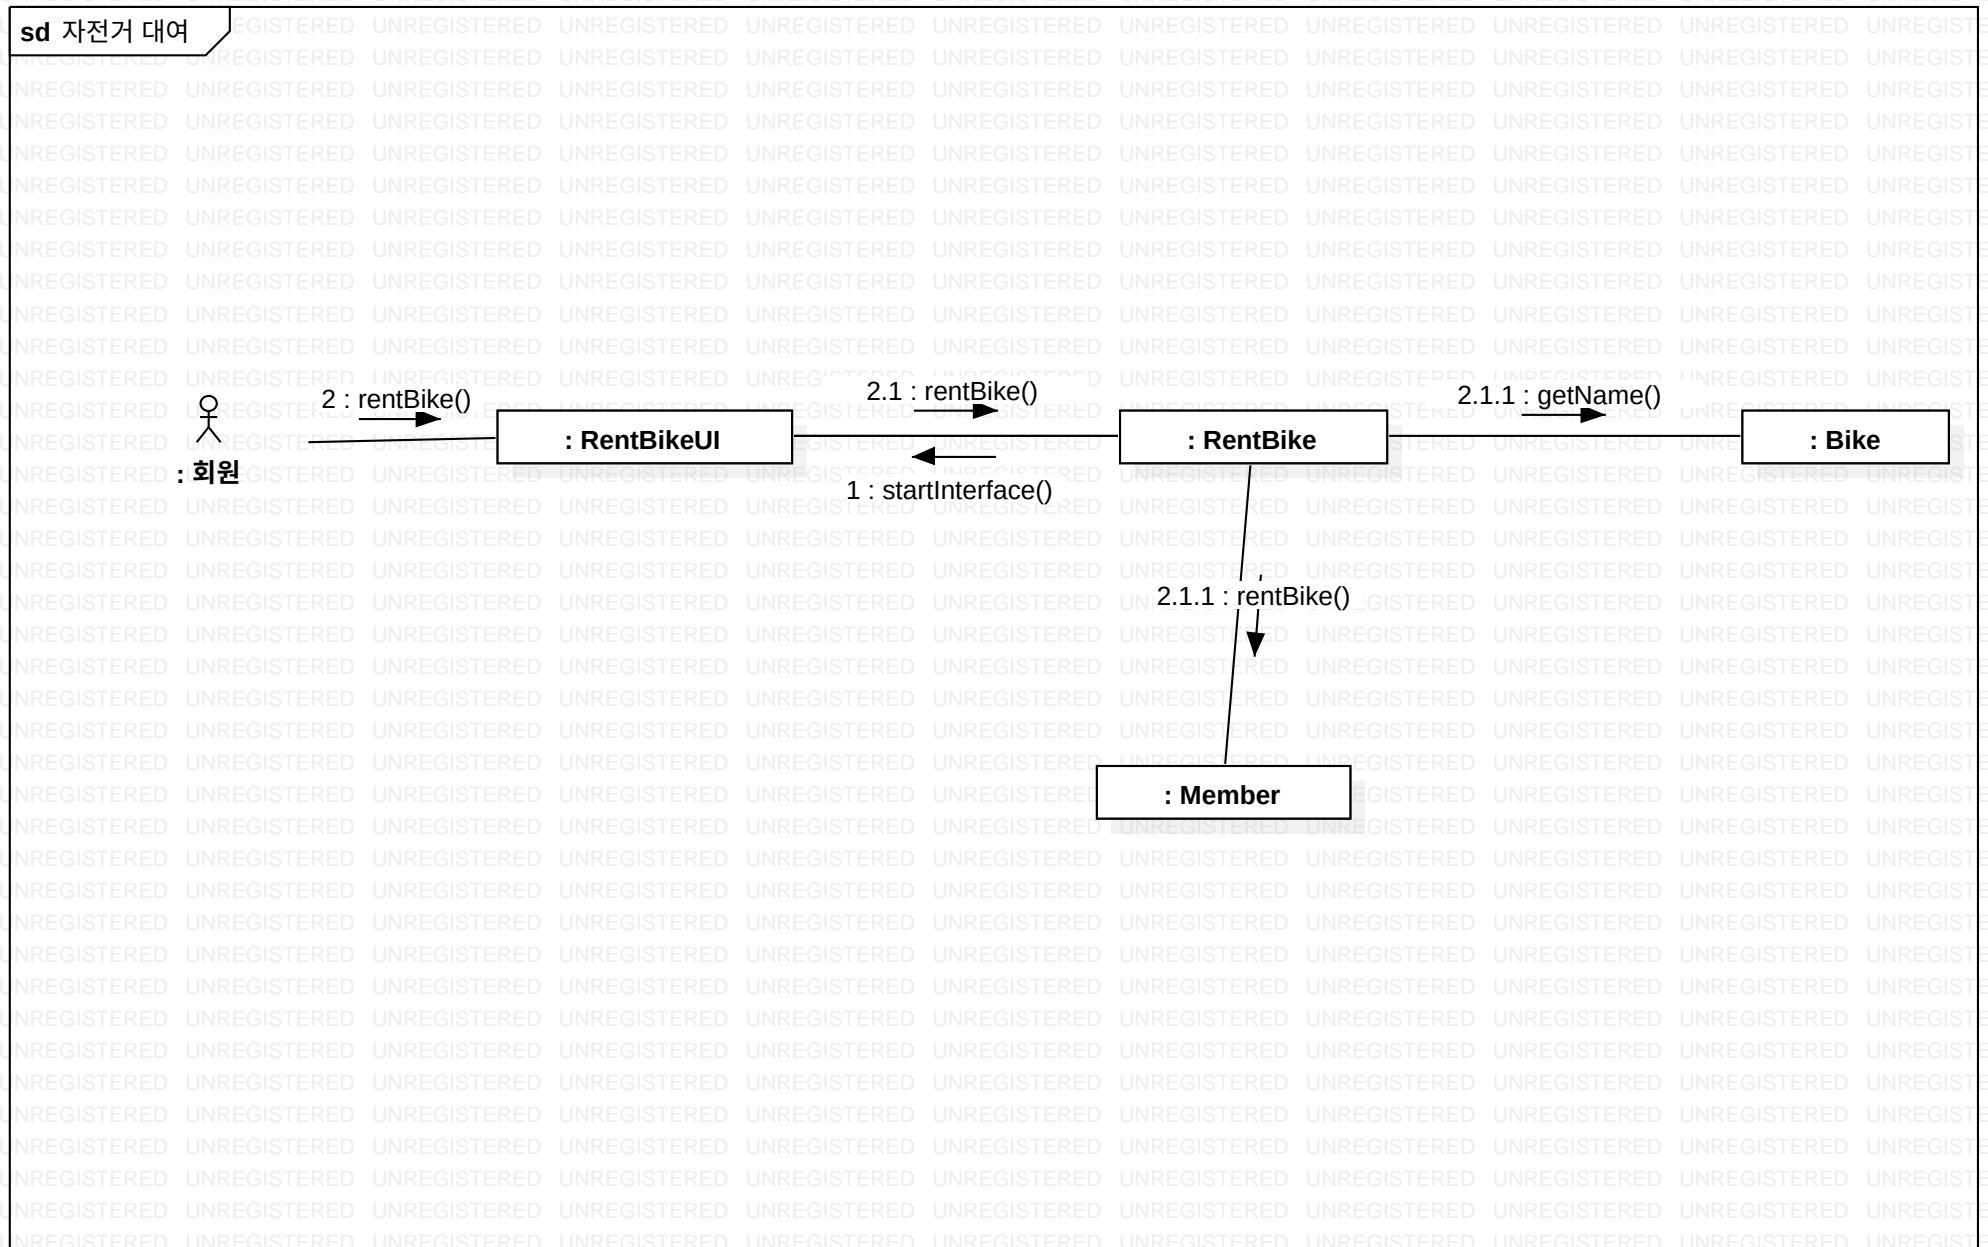 sd 자전거 대여
2 : rentBike()
2.1 : rentBike()
2.1.1 : getName()
: RentBikeUI
: RentBike
: Bike
: 회원
1 : startInterface()
2.1.1 : rentBike()
: Member
UNREGISTERED